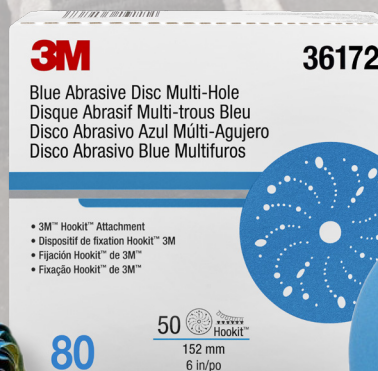 3M
36172
Blue Abrasive Disc Multi-Hole
Disque Abrasif Multi-trous Bleu
Disco Abrasivo Azul Múlti-Agujero
Disco Abrasivo Blue Multifuros
• 3M™ Hookit™ Attachment
• Dispositif de fixation Hookit™ 3M
• Fijación Hookit™ de 3M™
• Fixação Hookit™ de 3M™
50 Hookit™
80
152 mm
6 in/po